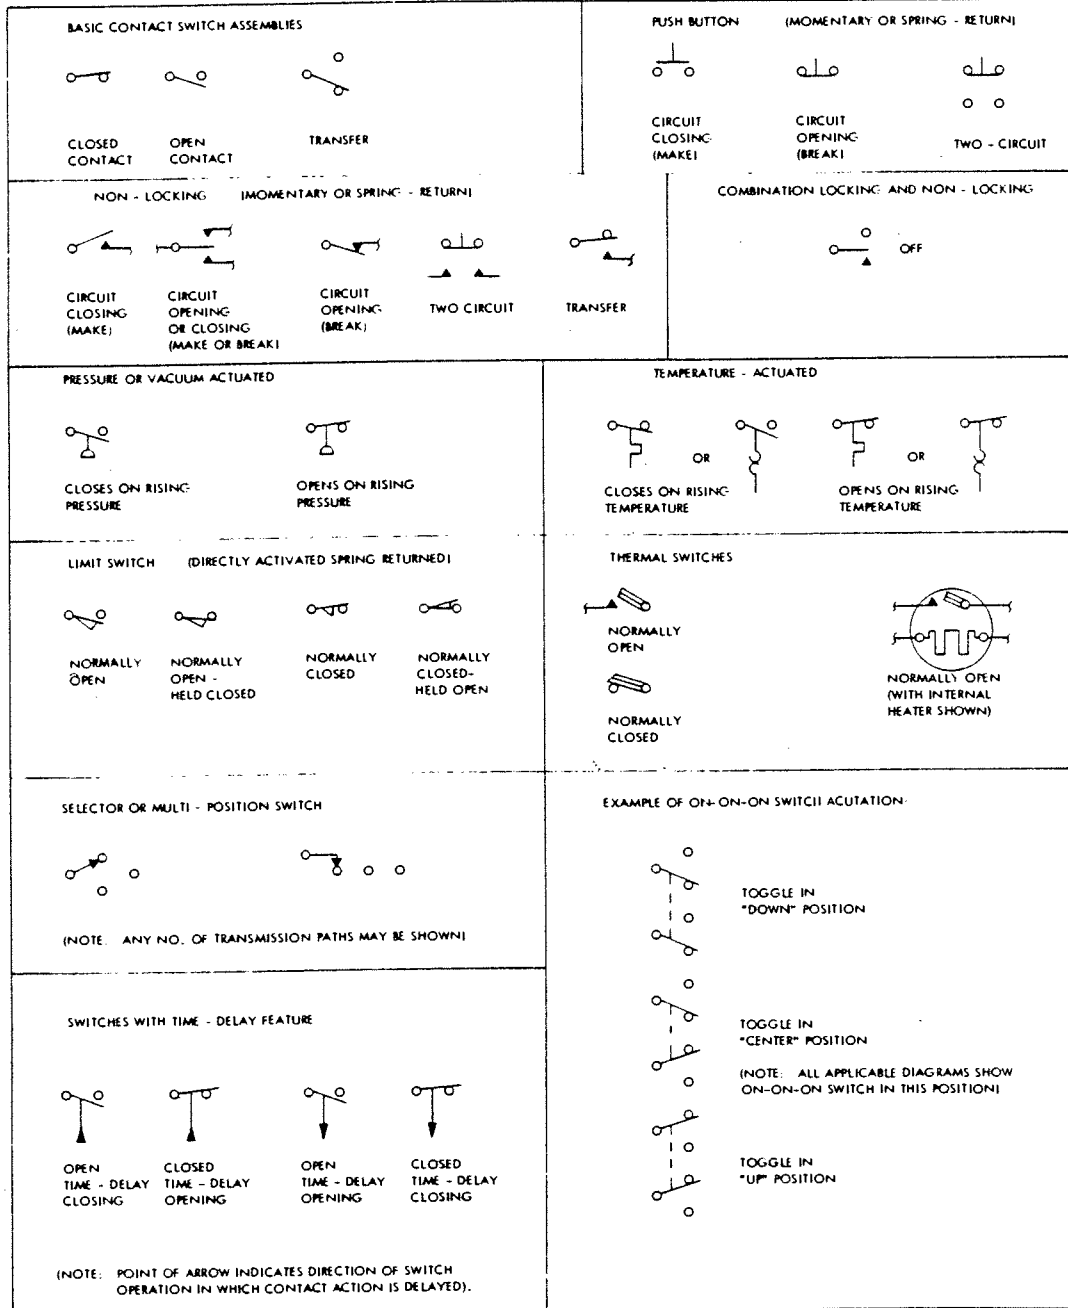 BASIC CONTACT SWITCH ASSEMBLIES
CLOSED
CONTACT
OPEN
CONTACT
TRANSFER
PUSH BUTTON (MOMENTARY OR SPRING - RETURN)
CIRCUIT
CLOSING
(MAKE)
CIRCUIT
OPENING
(BREAK)
TWO - CIRCUIT
NON - LOCKING (MOMENTARY OR SPRING - RETURN)
CIRCUIT
CLOSING
(MAKE)
CIRCUIT
OPENING
OR CLOSING
(MAKE OR BREAK)
CIRCUIT
OPENING
(BREAK)
TWO CIRCUIT
TRANSFER
COMBINATION LOCKING AND NON - LOCKING
OFF
PRESSURE OR VACUUM ACTUATED
CLOSES ON RISING
PRESSURE
OPENS ON RISING
PRESSURE
TEMPERATURE - ACTUATED
OR
CLOSES ON RISING
TEMPERATURE
OR
OPENS ON RISING
TEMPERATURE
LIMIT SWITCH (DIRECTLY ACTIVATED SPRING RETURNED)
NORMALLY
OPEN
NORMALLY
OPEN -
HELD CLOSED
NORMALLY
CLOSED
NORMALLY
CLOSED-
HELD OPEN
THERMAL SWITCHES
NORMALLY
OPEN
NORMALLY
CLOSED
NORMALLY OPEN
(WITH INTERNAL
HEATER SHOWN)
SELECTOR OR MULTI - POSITION SWITCH
(NOTE: ANY NO. OF TRANSMISSION PATHS MAY BE SHOWN)
EXAMPLE OF ON-ON-ON SWITCH ACUTATION
TOGGLE IN
"DOWN" POSITION
TOGGLE IN
"CENTER" POSITION
(NOTE: ALL APPLICABLE DIAGRAMS SHOW
ON-ON-ON SWITCH IN THIS POSITION)
TOGGLE IN
"UP" POSITION
SWITCHES WITH TIME - DELAY FEATURE
OPEN
TIME - DELAY
CLOSING
CLOSED
TIME - DELAY
OPENING
OPEN
TIME - DELAY
OPENING
CLOSED
TIME - DELAY
CLOSING
(NOTE: POINT OF ARROW INDICATES DIRECTION OF SWITCH
OPERATION IN WHICH CONTACT ACTION IS DELAYED).